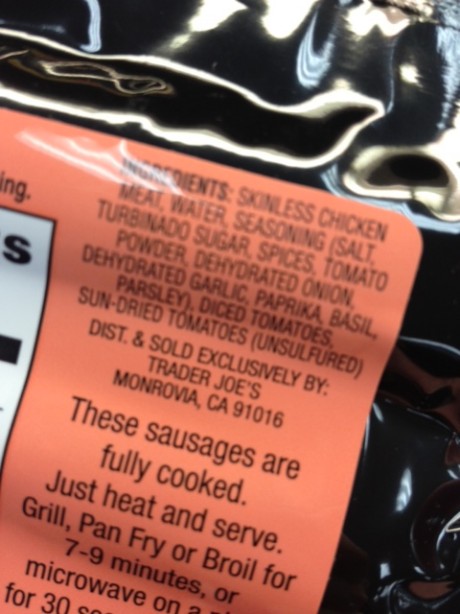 ing.
s
INGREDIENTS: SKINLESS CHICKEN
MEAT, WATER, SEASONING (SALT,
TURBINADO SUGAR, SPICES, TOMATO
POWDER, DEHYDRATED ONION,
DEHYDRATED GARLIC, PAPRIKA, BASIL,
PARSLEY), DICED TOMATOES,
SUN-DRIED TOMATOES (UNSULFURED)
DIST. & SOLD EXCLUSIVELY BY:
TRADER JOE'S
MONROVIA, CA 91016
These sausages are
fully cooked.
Just heat and serve.
Grill, Pan Fry or Broil for
7-9 minutes, or
microwave on a
for 30